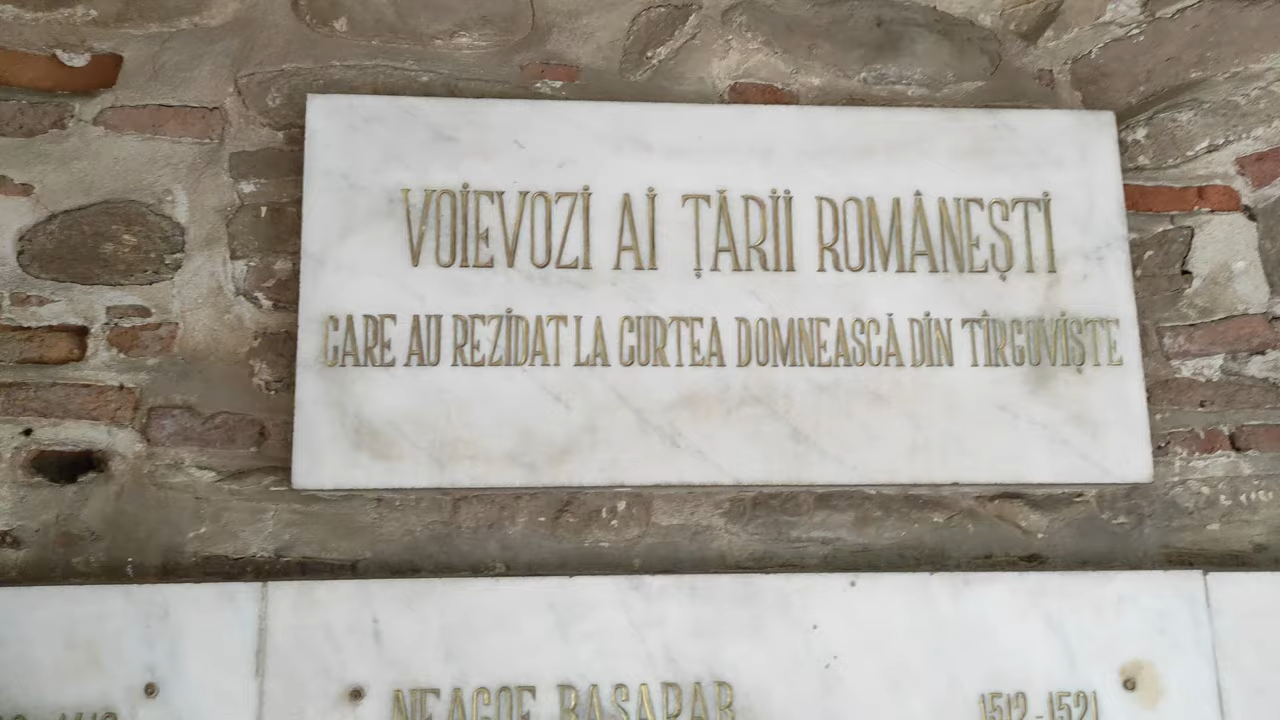 VOIEVOZI AI ȚĂRII ROMÂNEȘTI
CARE AU REZIDAT LA CURTEA DOMNEASCĂ DIN TÎRGOVIȘTE
NEAGOE BASARAB 1512-1521